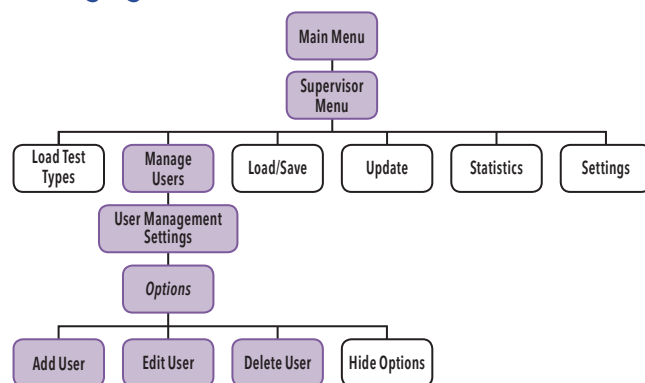 Main Menu
Supervisor
Menu
Load Test
Types
Manage
Users
Load/Save
Update
Statistics
Settings
User Management
Settings
Options
Add User
Edit User
Delete User
Hide Options